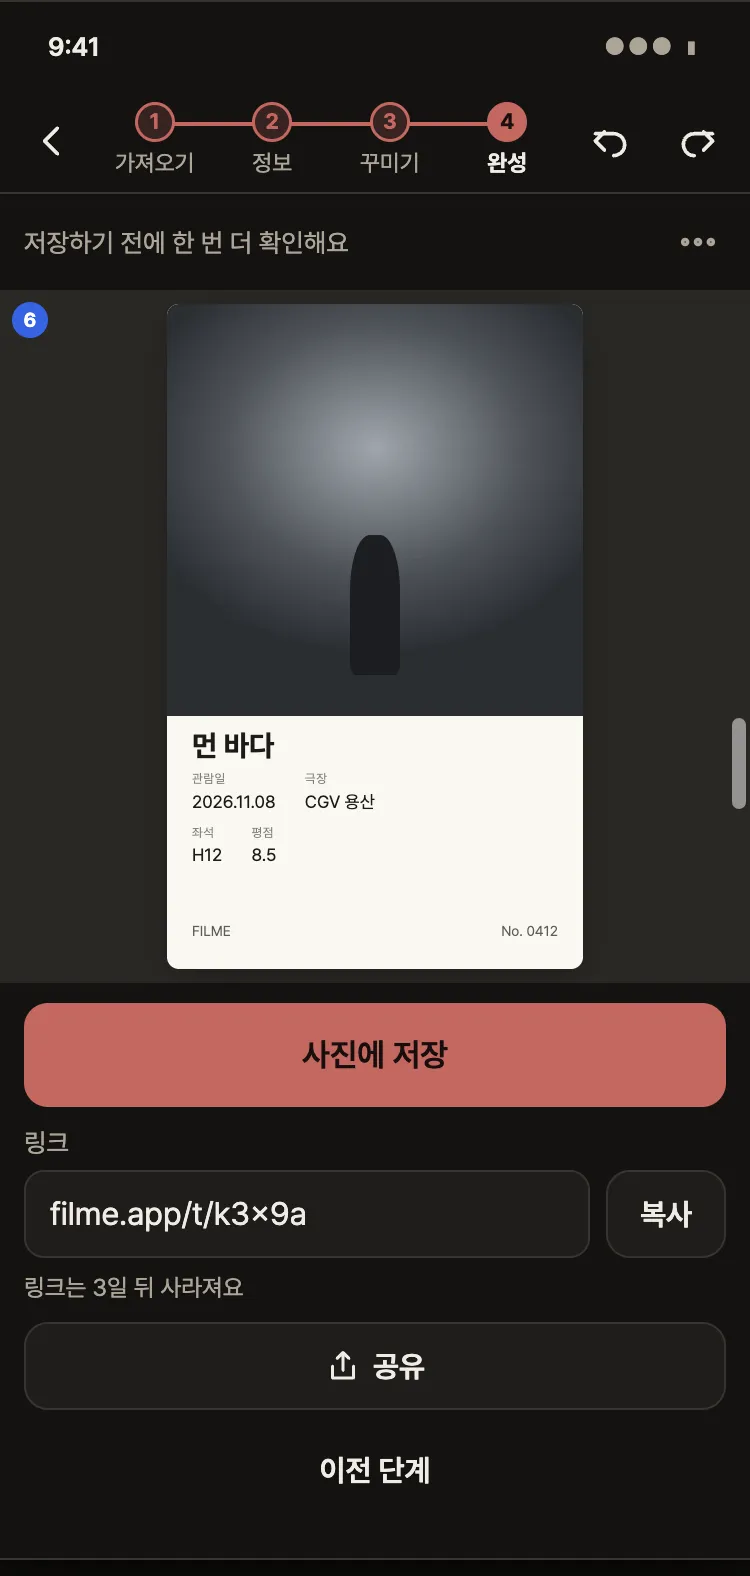 9:41
1 2 3 4
가져오기 정보 꾸미기 완성
저장하기 전에 한 번 더 확인해요
6
먼 바다
관람일 극장
2026.11.08 CGV 용산
좌석 평점
H12 8.5
FILME No. 0412
사진에 저장
링크
filme.app/t/k3×9a 복사
링크는 3일 뒤 사라져요
공유
이전 단계